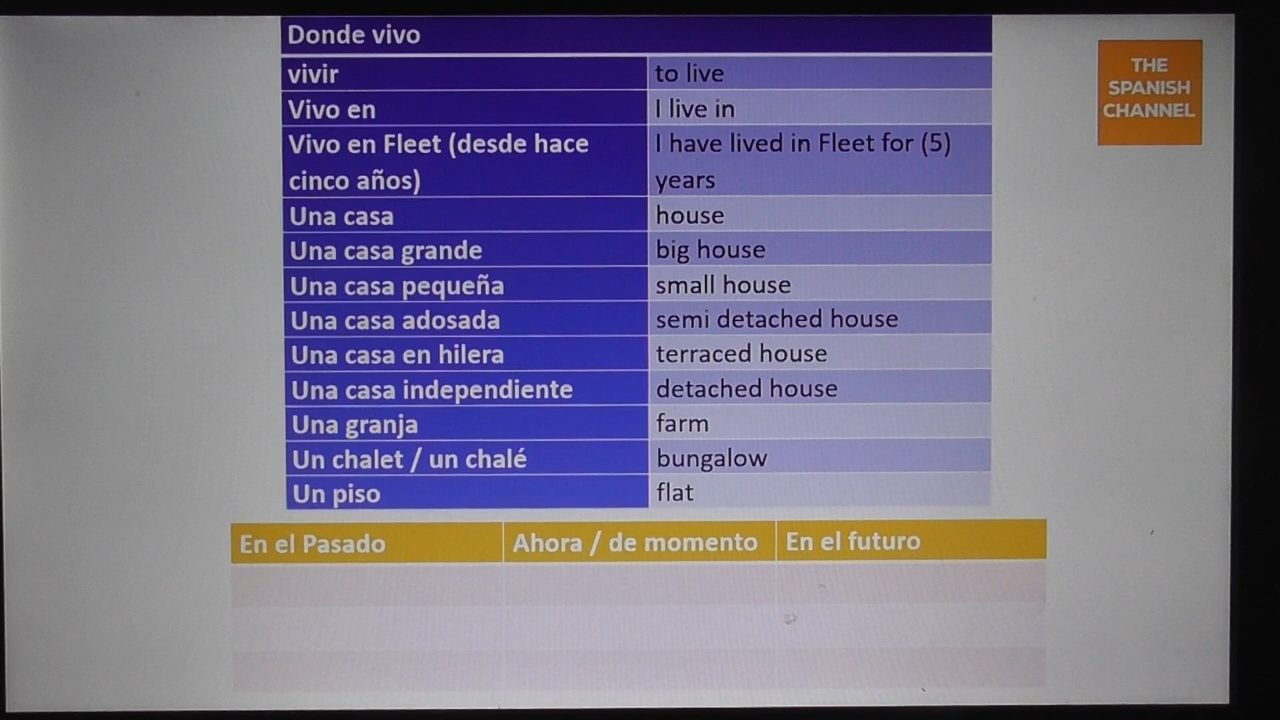 Donde vivo
THE
SPANISH
CHANNEL
vivir to live
Vivo en I live in
Vivo en Fleet (desde hace I have lived in Fleet for (5)
cinco años) years
Una casa house
Una casa grande big house
Una casa pequeña small house
Una casa adosada semi detached house
Una casa en hilera terraced house
Una casa independiente detached house
Una granja farm
Un chalet / un chalé bungalow
Un piso flat
En el Pasado Ahora / de momento En el futuro